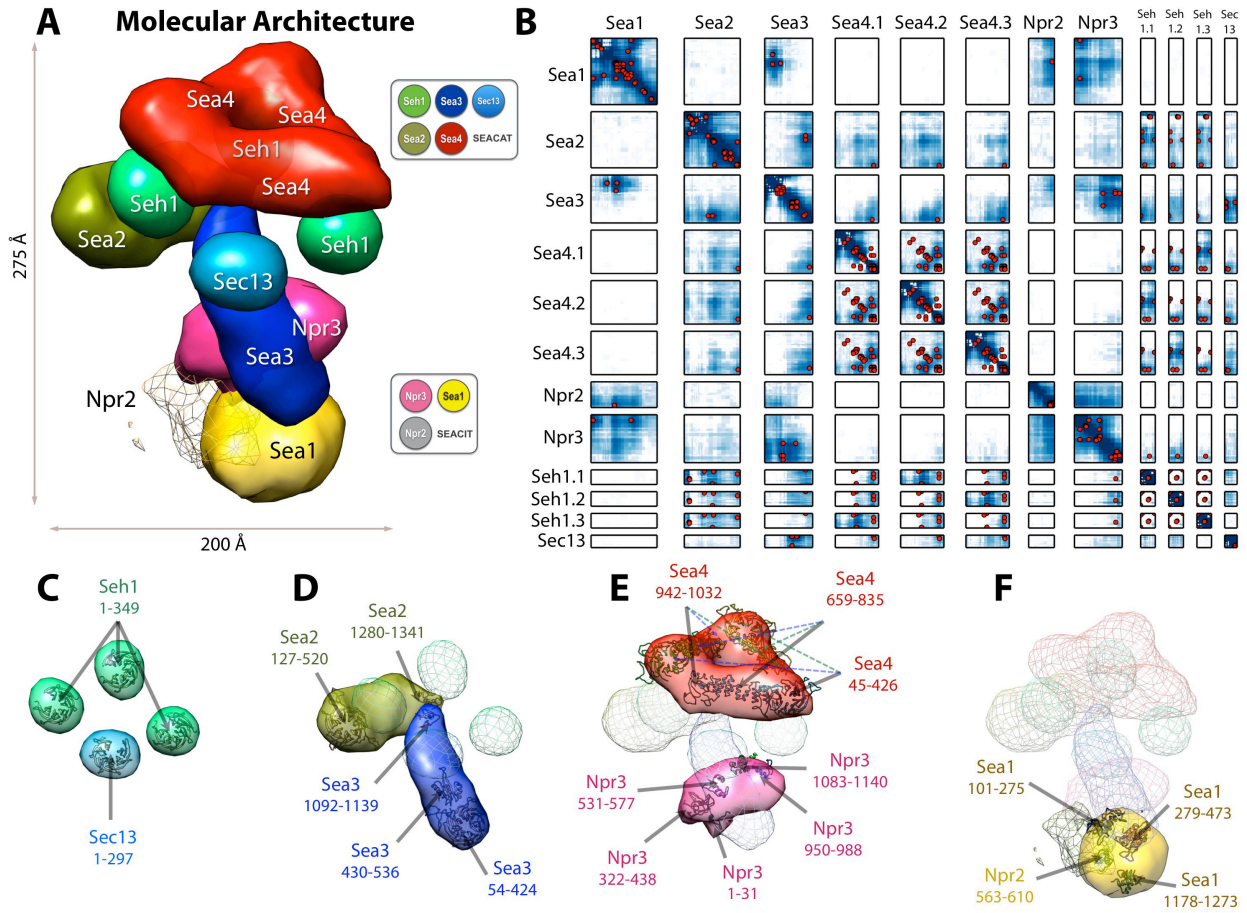 A
Molecular Architecture
275 Å
200 Å
Sea4
Sea4
Seh1
Sea4
Seh1
Sea2
Seh1
Sec13
Npr3
Sea3
Npr2
Sea1
Seh1 Sea3 Sec13
Sea2 Sea4 SEACAT
Npr3 Sea1
Npr2 SEACIT
B
Sea1 Sea2 Sea3 Sea4.1 Sea4.2 Sea4.3 Npr2 Npr3 Seh 1.1 Seh 1.2 Seh 1.3 Sec 13
Sea1
Sea2
Sea3
Sea4.1
Sea4.2
Sea4.3
Npr2
Npr3
Seh1.1
Seh1.2
Seh1.3
Sec13
C
Seh1
1-349
Sec13
1-297
D
Sea2
1280-1341
Sea2
127-520
Sea3
1092-1139
Sea3
430-536
Sea3
54-424
E
Sea4
942-1032
Sea4
659-835
Sea4
45-426
Npr3
531-577
Npr3
1083-1140
Npr3
322-438
Npr3
950-988
Npr3
1-31
F
Sea1
101-275
Sea1
279-473
Npr2
563-610
Sea1
1178-1273